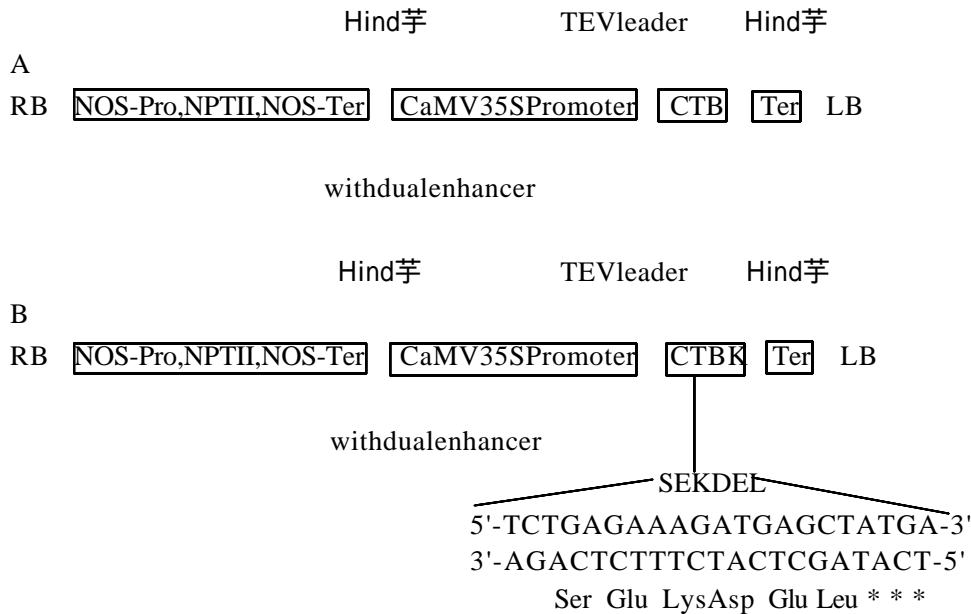 Hind芋 TEVleader Hind芋
A
RB NOS-Pro,NPTII,NOS-Ter CaMV35SPromoter CTB Ter LB
withdualenhancer
Hind芋 TEVleader Hind芋
B
RB NOS-Pro,NPTII,NOS-Ter CaMV35SPromoter CTBK Ter LB
withdualenhancer
SEKDEL
5'-TCTGAGAAAGATGAGCTATGA-3'
3'-AGACTCTTTCTACTCGATACT-5'
Ser Glu LysAsp Glu Leu * * *